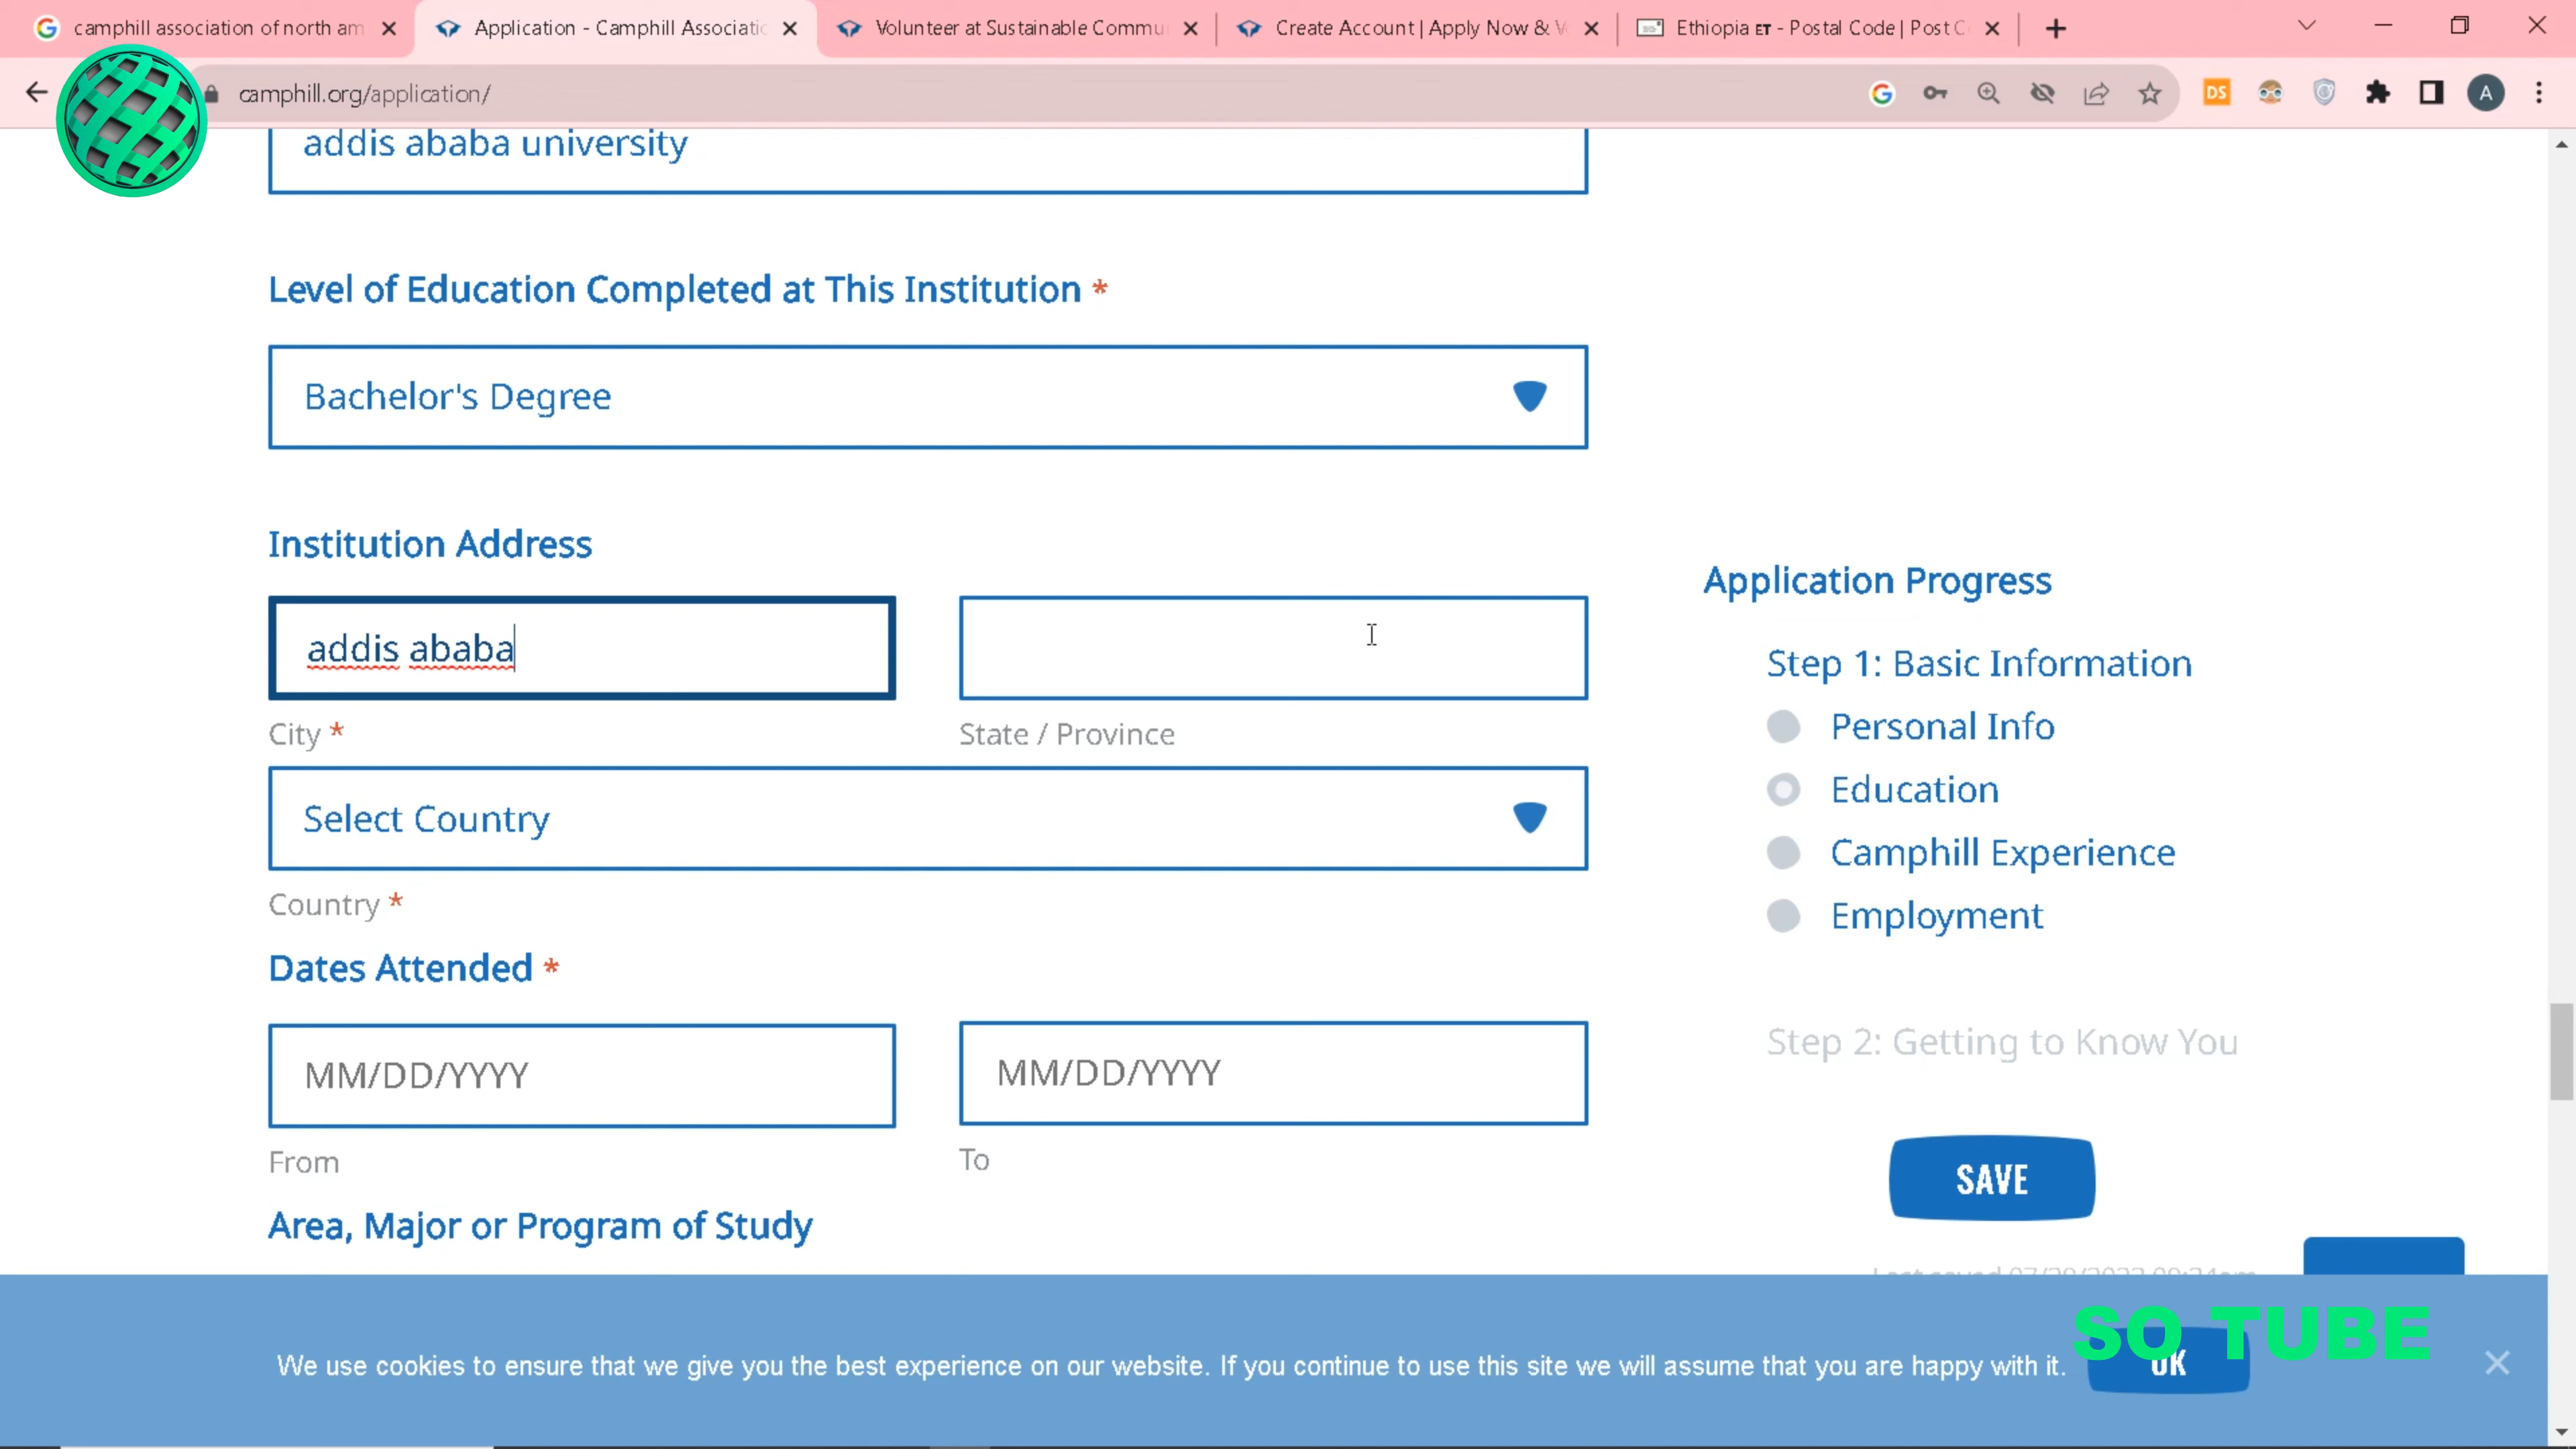 camphill association of north am
Application - Camphill Associatic
Volunteer at Sustainable Commu
Create Account | Apply Now & V
Ethiopia ET - Postal Code | Post C
camphill.org/application/
DS
A
addis ababa university
Level of Education Completed at This Institution *
Bachelor's Degree
Institution Address
addis ababa
City *
State / Province
Select Country
Country *
Dates Attended *
MM/DD/YYYY
MM/DD/YYYY
From
To
Area, Major or Program of Study
Application Progress
Step 1: Basic Information
Personal Info
Education
Camphill Experience
Employment
Step 2: Getting to Know You
SAVE
We use cookies to ensure that we give you the best experience on our website. If you continue to use this site we will assume that you are happy with it.
OK
SO TUBE